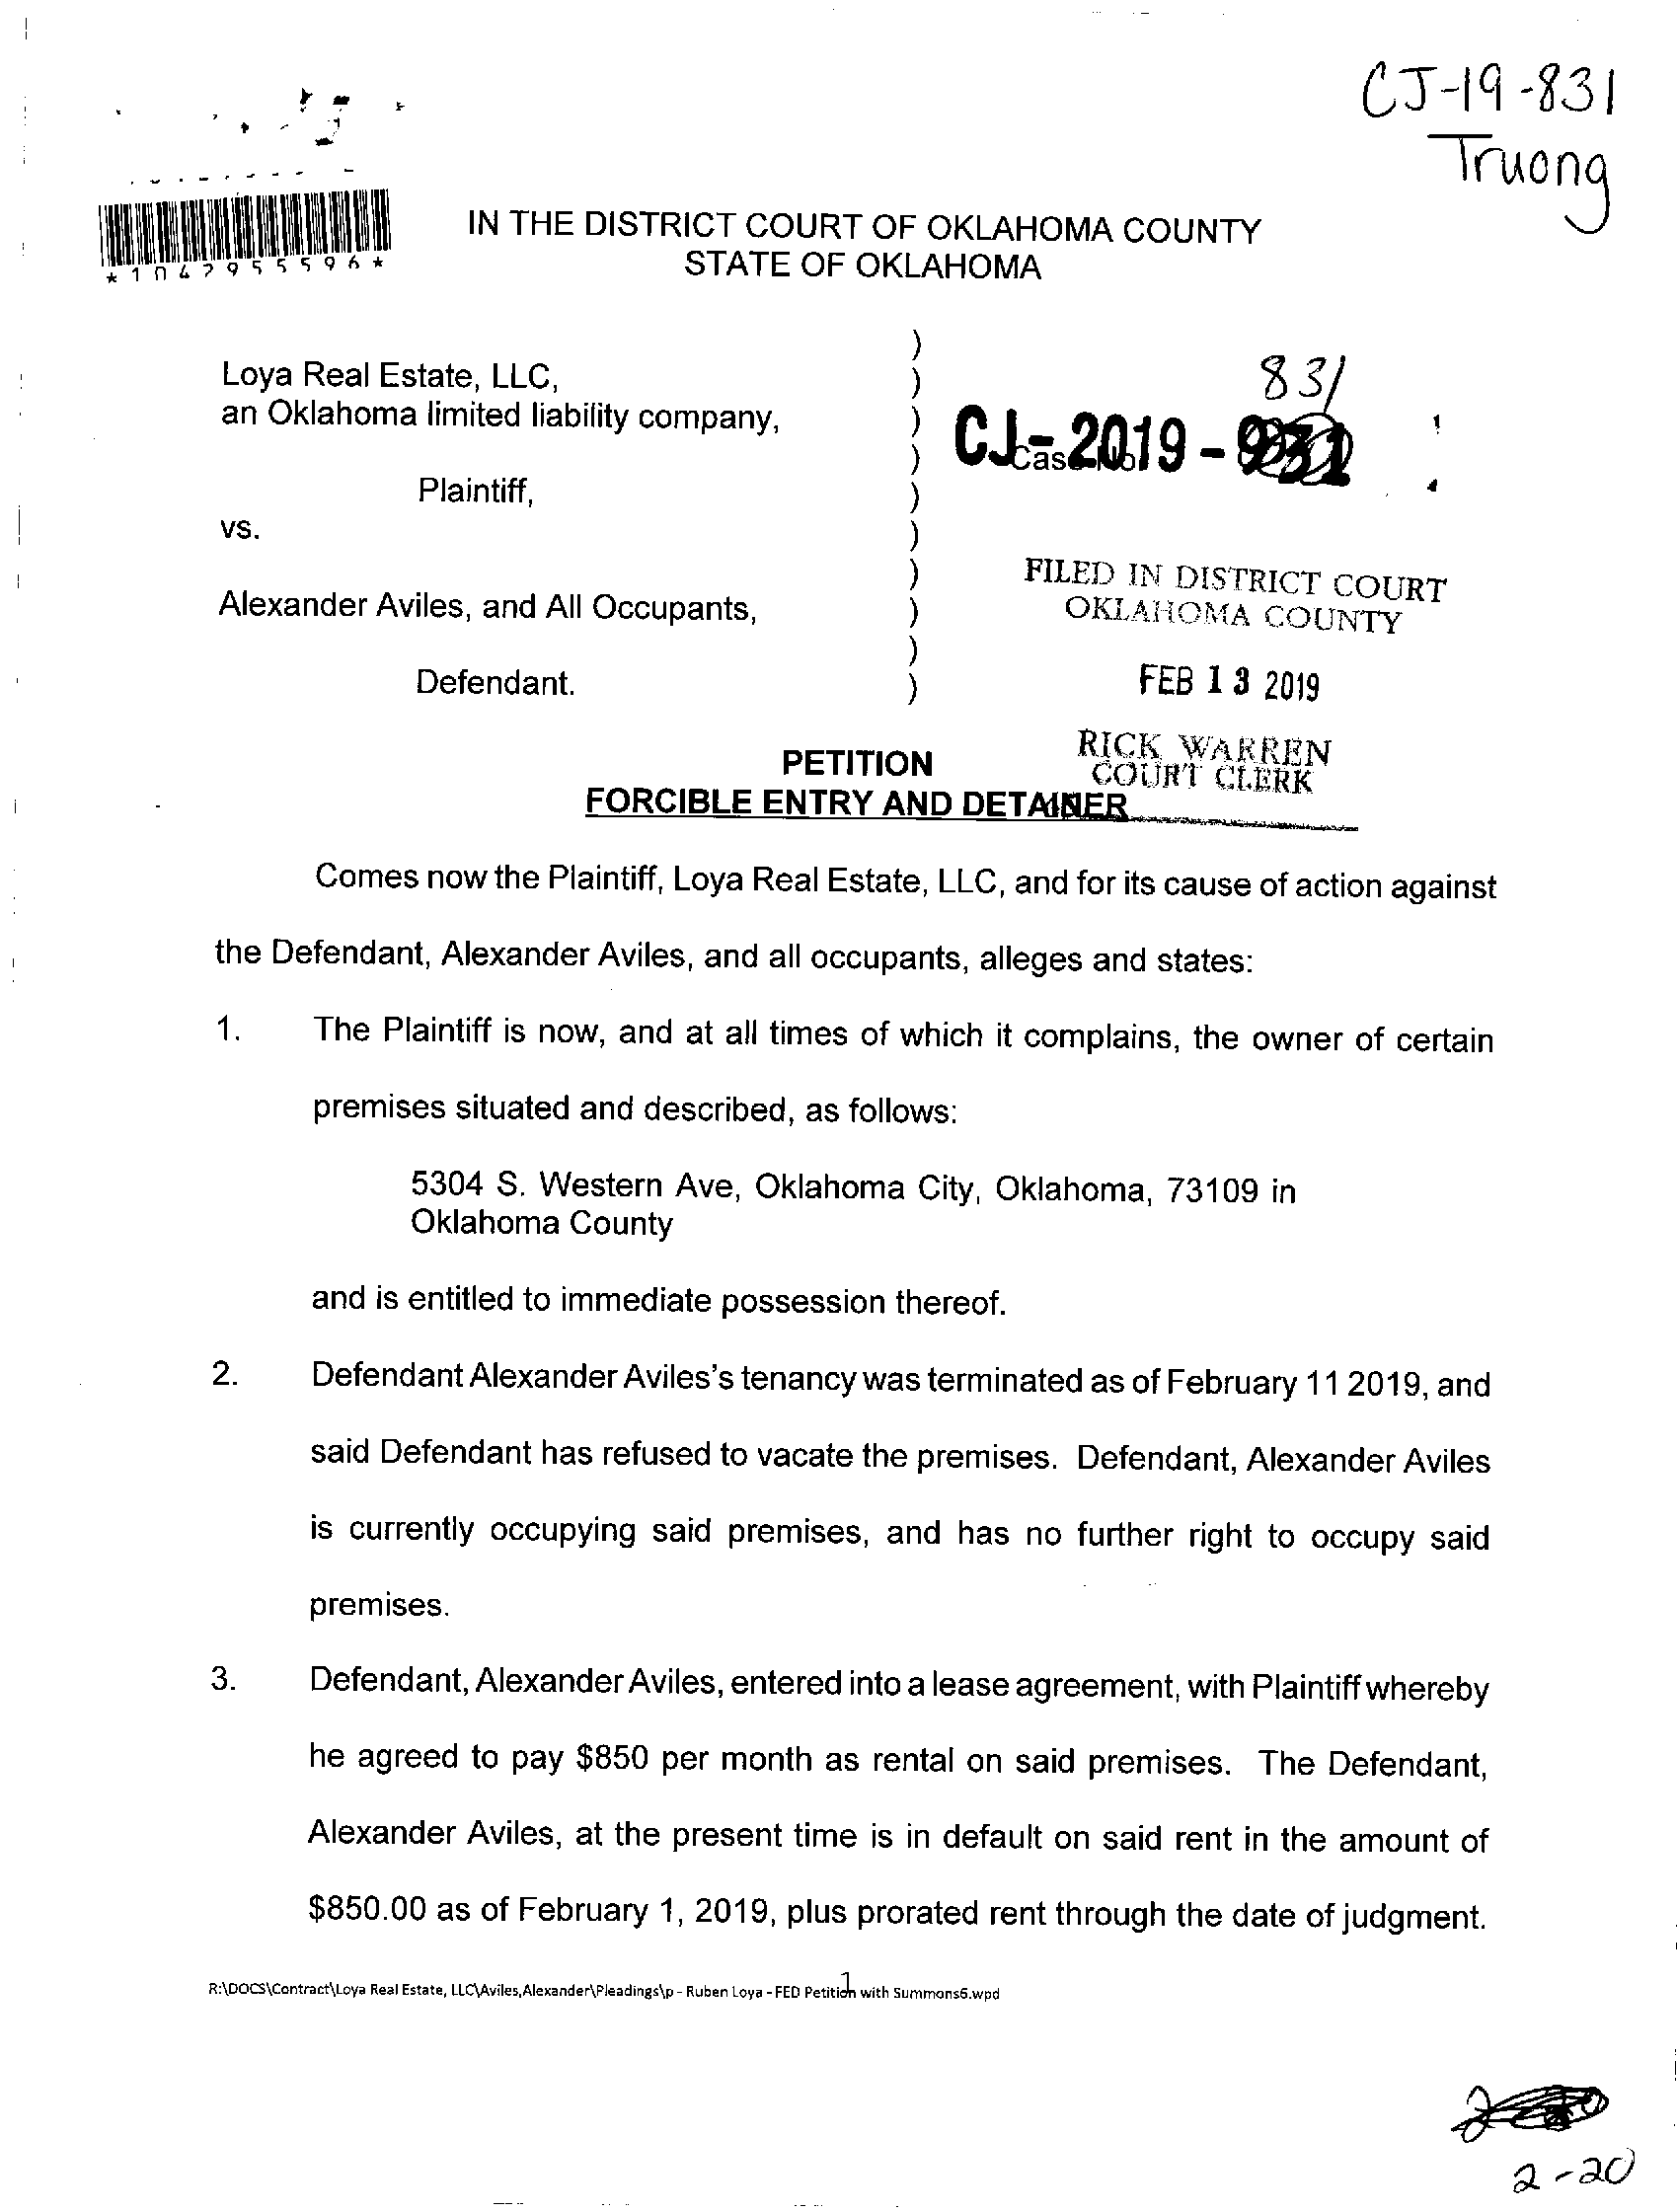 CJ-19-831
Truong
*1042955596*
IN THE DISTRICT COURT OF OKLAHOMA COUNTY
STATE OF OKLAHOMA
Loya Real Estate, LLC,
an Oklahoma limited liability company,
Plaintiff,
vs.
Alexander Aviles, and All Occupants,
Defendant.
)
)
)
)
)
)
)
)
)
)
831
CJ-2019-
FILED IN DISTRICT COURT
OKLAHOMA COUNTY
FEB 13 2019
RICK WARREN
COURT CLERK
PETITION
FORCIBLE ENTRY AND DETAINER
Comes now the Plaintiff, Loya Real Estate, LLC, and for its cause of action against
the Defendant, Alexander Aviles, and all occupants, alleges and states:
1. The Plaintiff is now, and at all times of which it complains, the owner of certain
premises situated and described, as follows:
5304 S. Western Ave, Oklahoma City, Oklahoma, 73109 in
Oklahoma County
and is entitled to immediate possession thereof.
2. Defendant Alexander Aviles's tenancy was terminated as of February 11 2019, and
said Defendant has refused to vacate the premises. Defendant, Alexander Aviles
is currently occupying said premises, and has no further right to occupy said
premises.
3. Defendant, Alexander Aviles, entered into a lease agreement, with Plaintiff whereby
he agreed to pay $850 per month as rental on said premises. The Defendant,
Alexander Aviles, at the present time is in default on said rent in the amount of
$850.00 as of February 1, 2019, plus prorated rent through the date of judgment.
1
R:\DOCS\Contract\Loya Real Estate, LLC\Aviles,Alexander\Pleadings\p - Ruben Loya - FED Petition with Summons6.wpd
2-20